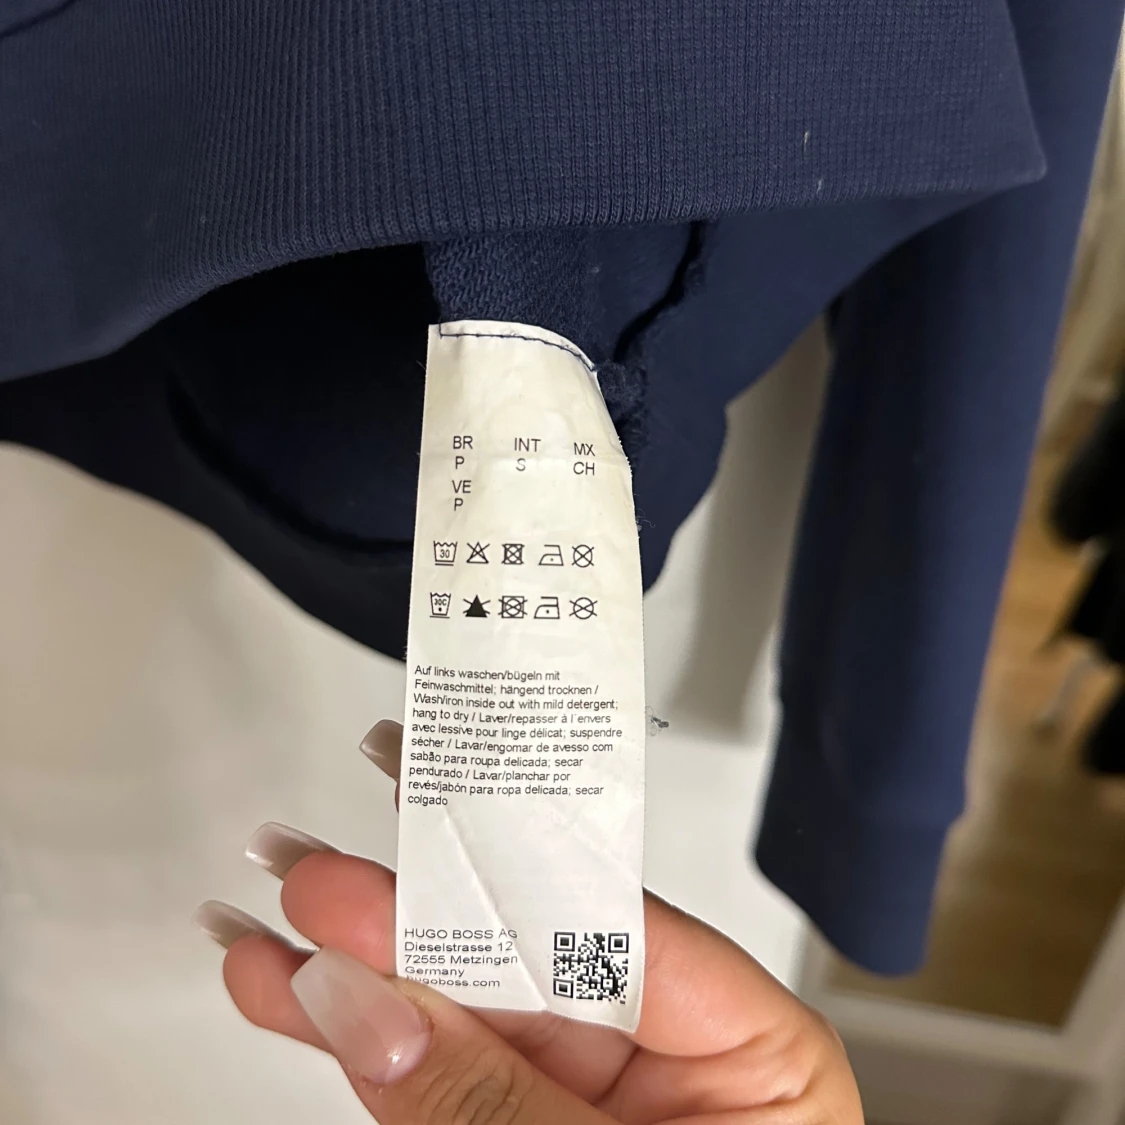 BR INT MX
P S CH
VE
P
30
30C
Auf links waschen/bügeln mit
Feinwaschmittel; hängend trocknen /
Wash/iron inside out with mild detergent;
hang to dry / Laver/repasser à l´envers
avec lessive pour linge délicat; suspendre
sécher / Lavar/engomar de avesso com
sabão para roupa delicada; secar
pendurado / Lavar/planchar por
revés/jabón para ropa delicada; secar
colgado
HUGO BOSS AG
Dieselstrasse 12
72555 Metzingen
Germany
hugoboss.com